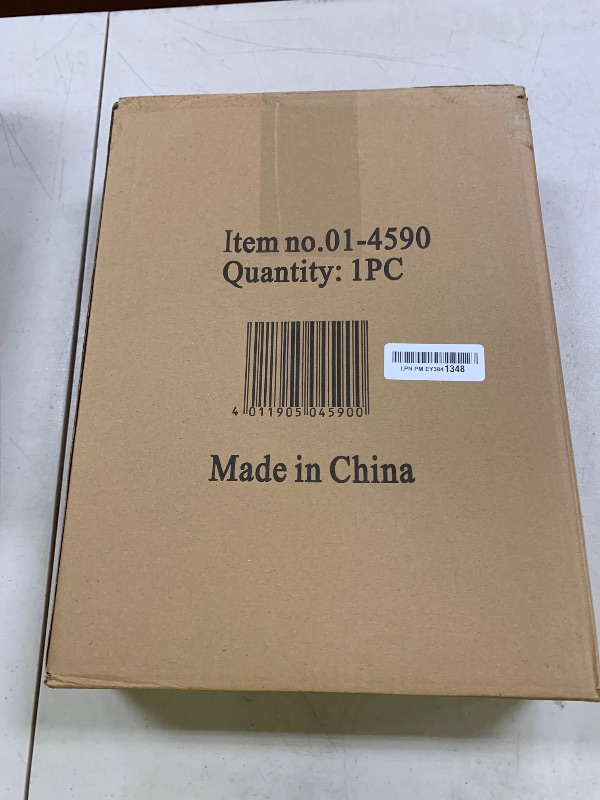 Item no.01-4590
Quantity: 1PC
LPN PM EY384 1348
4 011905 045900
Made in China